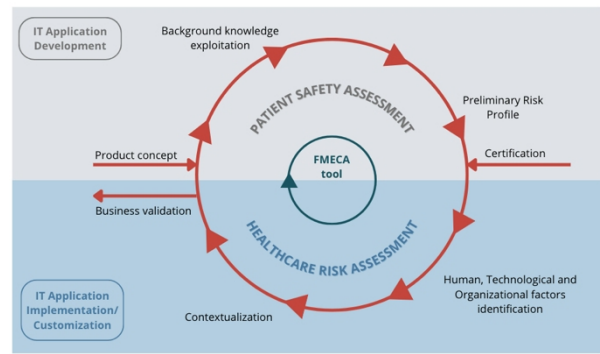 IT Application
Development
Background knowledge
exploitation
PATIENT SAFETY ASSESSMENT
Preliminary Risk
Profile
FMECA
tool
Product concept
Certification
Business validation
HEALTHCARE RISK ASSESSMENT
Human, Technological and
Organizational factors
identification
IT Application
Implementation/
Customization
Contextualization